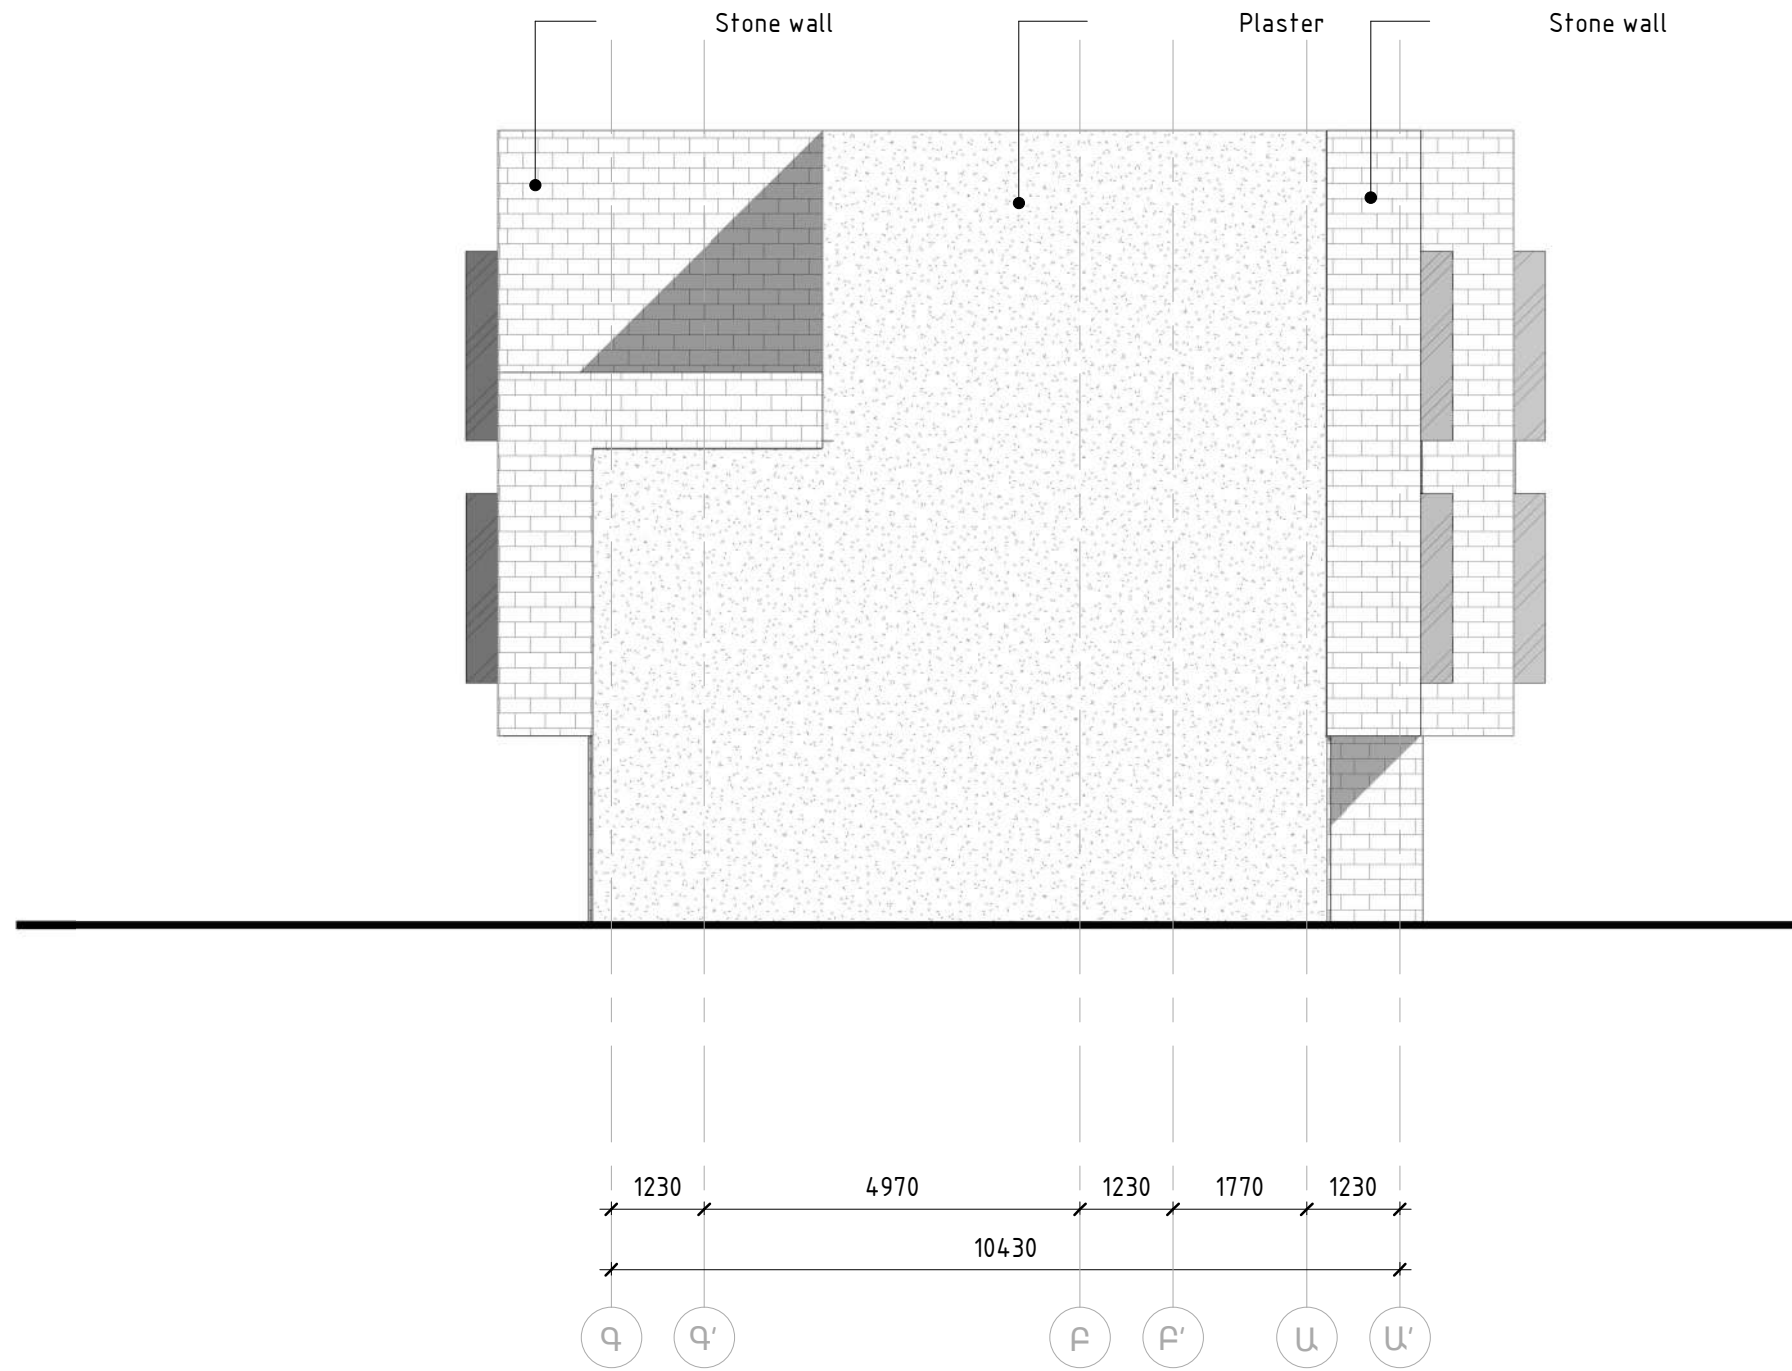 Stone wall
Plaster
Stone wall
1230
4970
1230
1770
1230
10430
Գ
Գ'
Բ
Բ'
Ա
Ա'